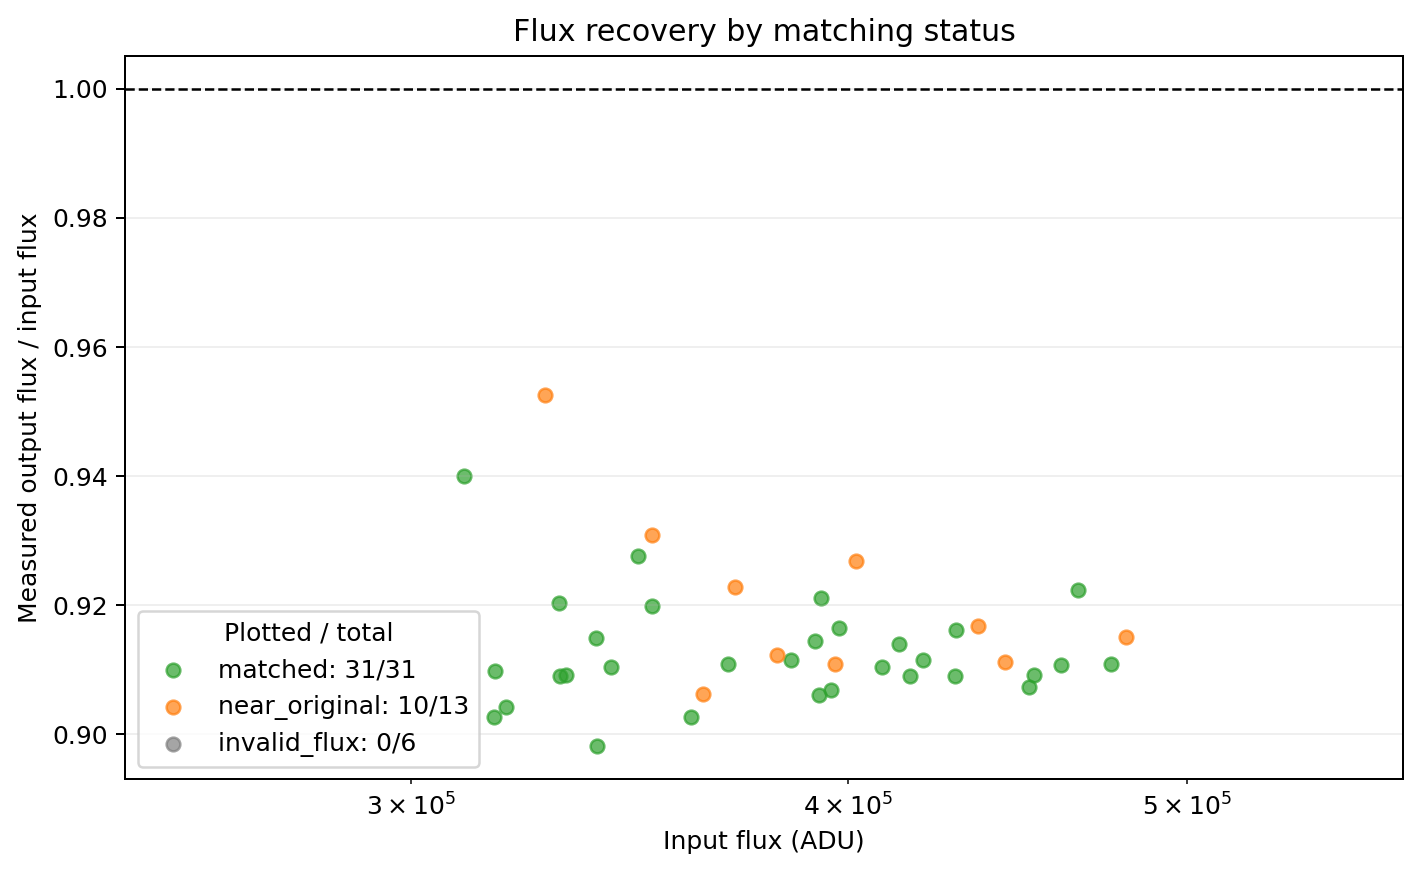 Flux recovery by matching status
Measured output flux / input flux
1.00
0.98
0.96
0.94
0.92
0.90
Plotted / total
matched: 31/31
near_original: 10/13
invalid_flux: 0/6
3 × 10⁵
4 × 10⁵
5 × 10⁵
Input flux (ADU)